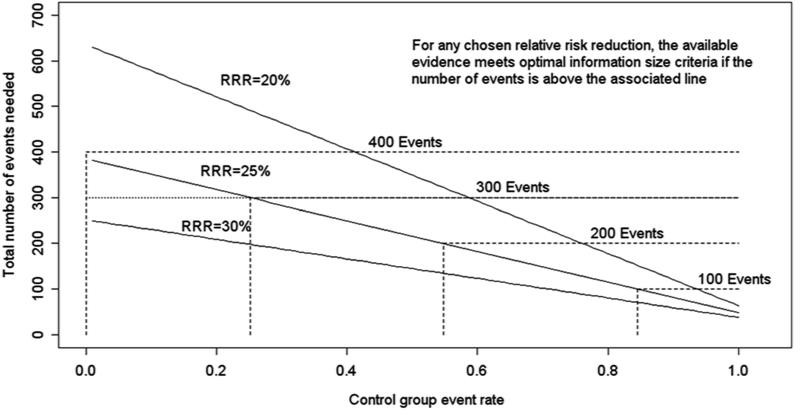 700
600
500
400
300
200
100
0
Total number of events needed
For any chosen relative risk reduction, the available
evidence meets optimal information size criteria if the
number of events is above the associated line
RRR=20%
400 Events
RRR=25%
300 Events
RRR=30%
200 Events
100 Events
0.0 0.2 0.4 0.6 0.8 1.0
Control group event rate